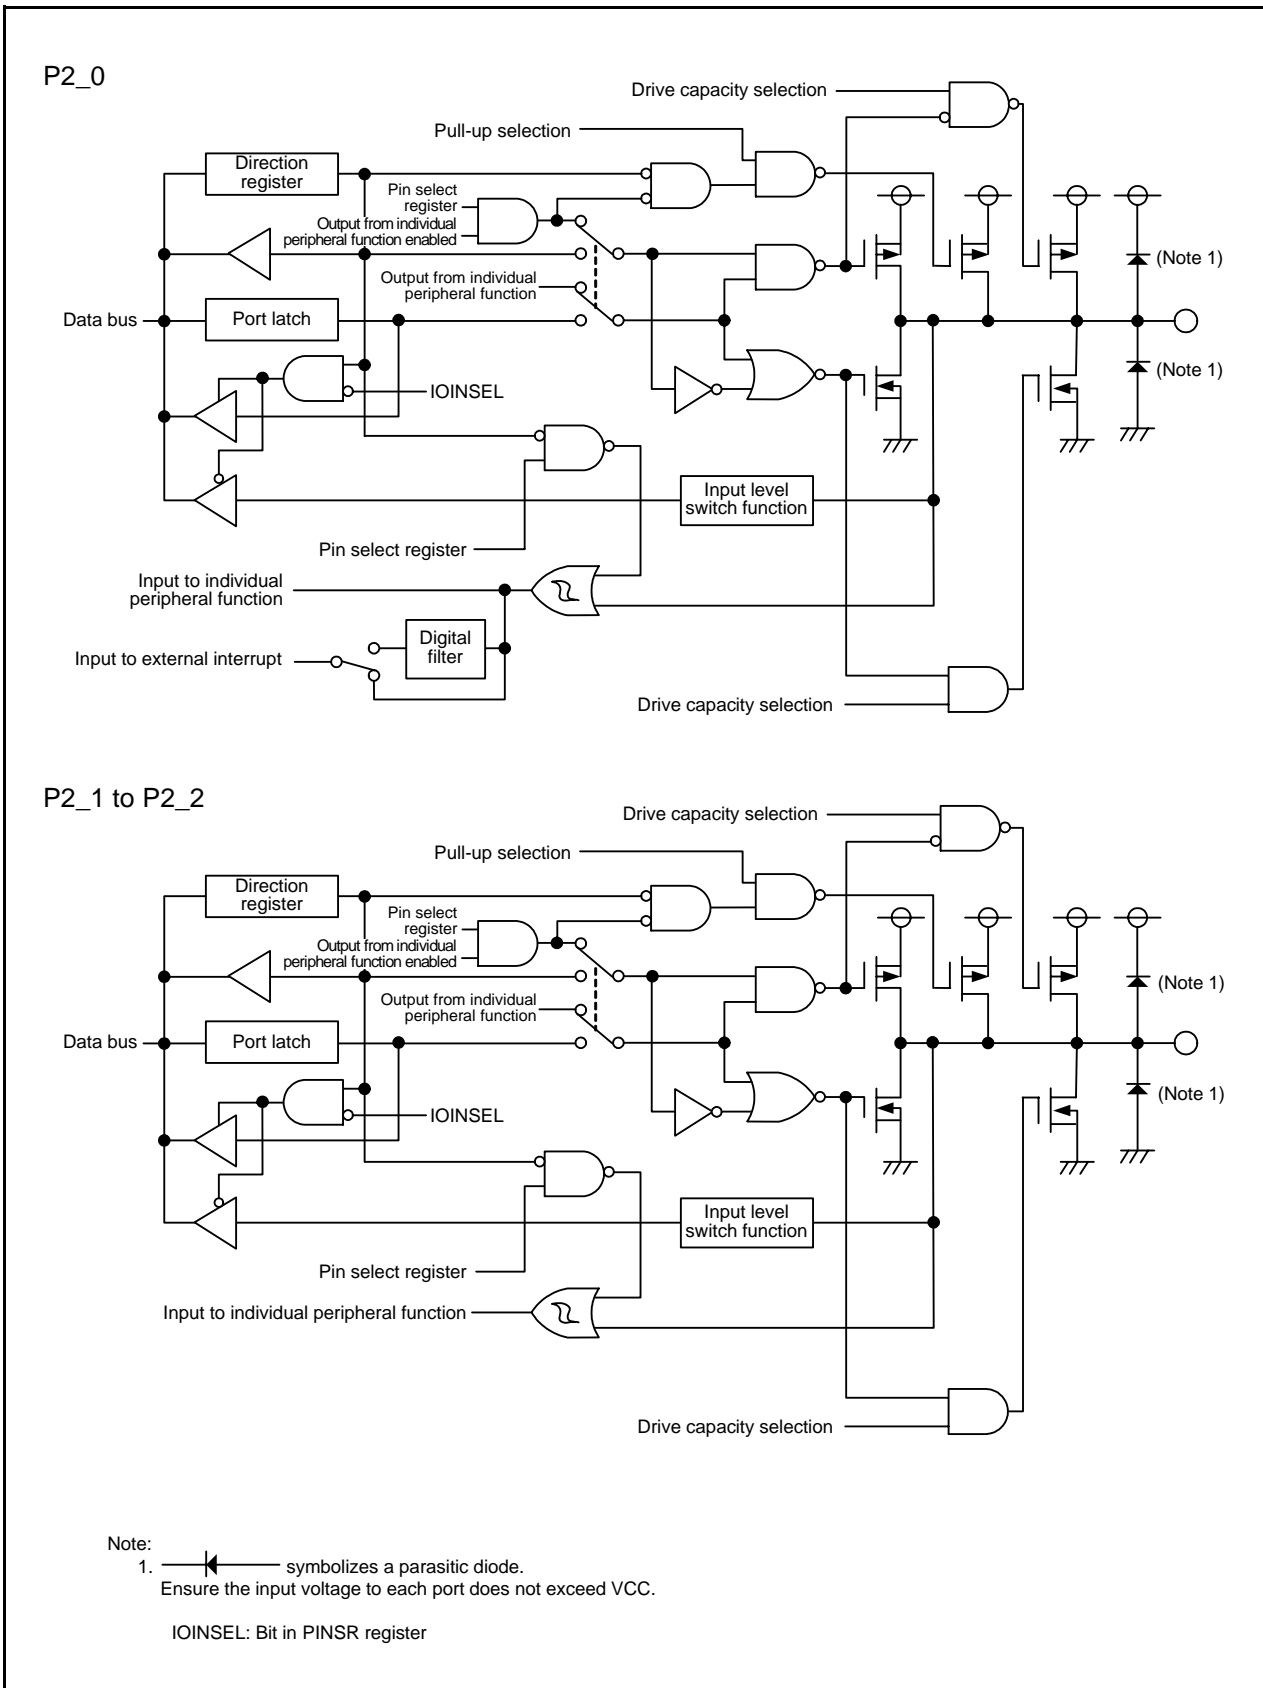 P2_0
Drive capacity selection
Pull-up selection
Direction
register
Pin select
register
Output from individual
peripheral function enabled
(Note 1)
Output from individual
peripheral function
Data bus
Port latch
(Note 1)
IOINSEL
Input level
switch function
Pin select register
Input to individual
peripheral function
Digital
filter
Input to external interrupt
Drive capacity selection
P2_1 to P2_2
Drive capacity selection
Pull-up selection
Direction
register
Pin select
register
Output from individual
peripheral function enabled
(Note 1)
Output from individual
peripheral function
Data bus
Port latch
(Note 1)
IOINSEL
Input level
switch function
Pin select register
Input to individual peripheral function
Drive capacity selection
Note:
1. symbolizes a parasitic diode.
Ensure the input voltage to each port does not exceed VCC.
IOINSEL: Bit in PINSR register